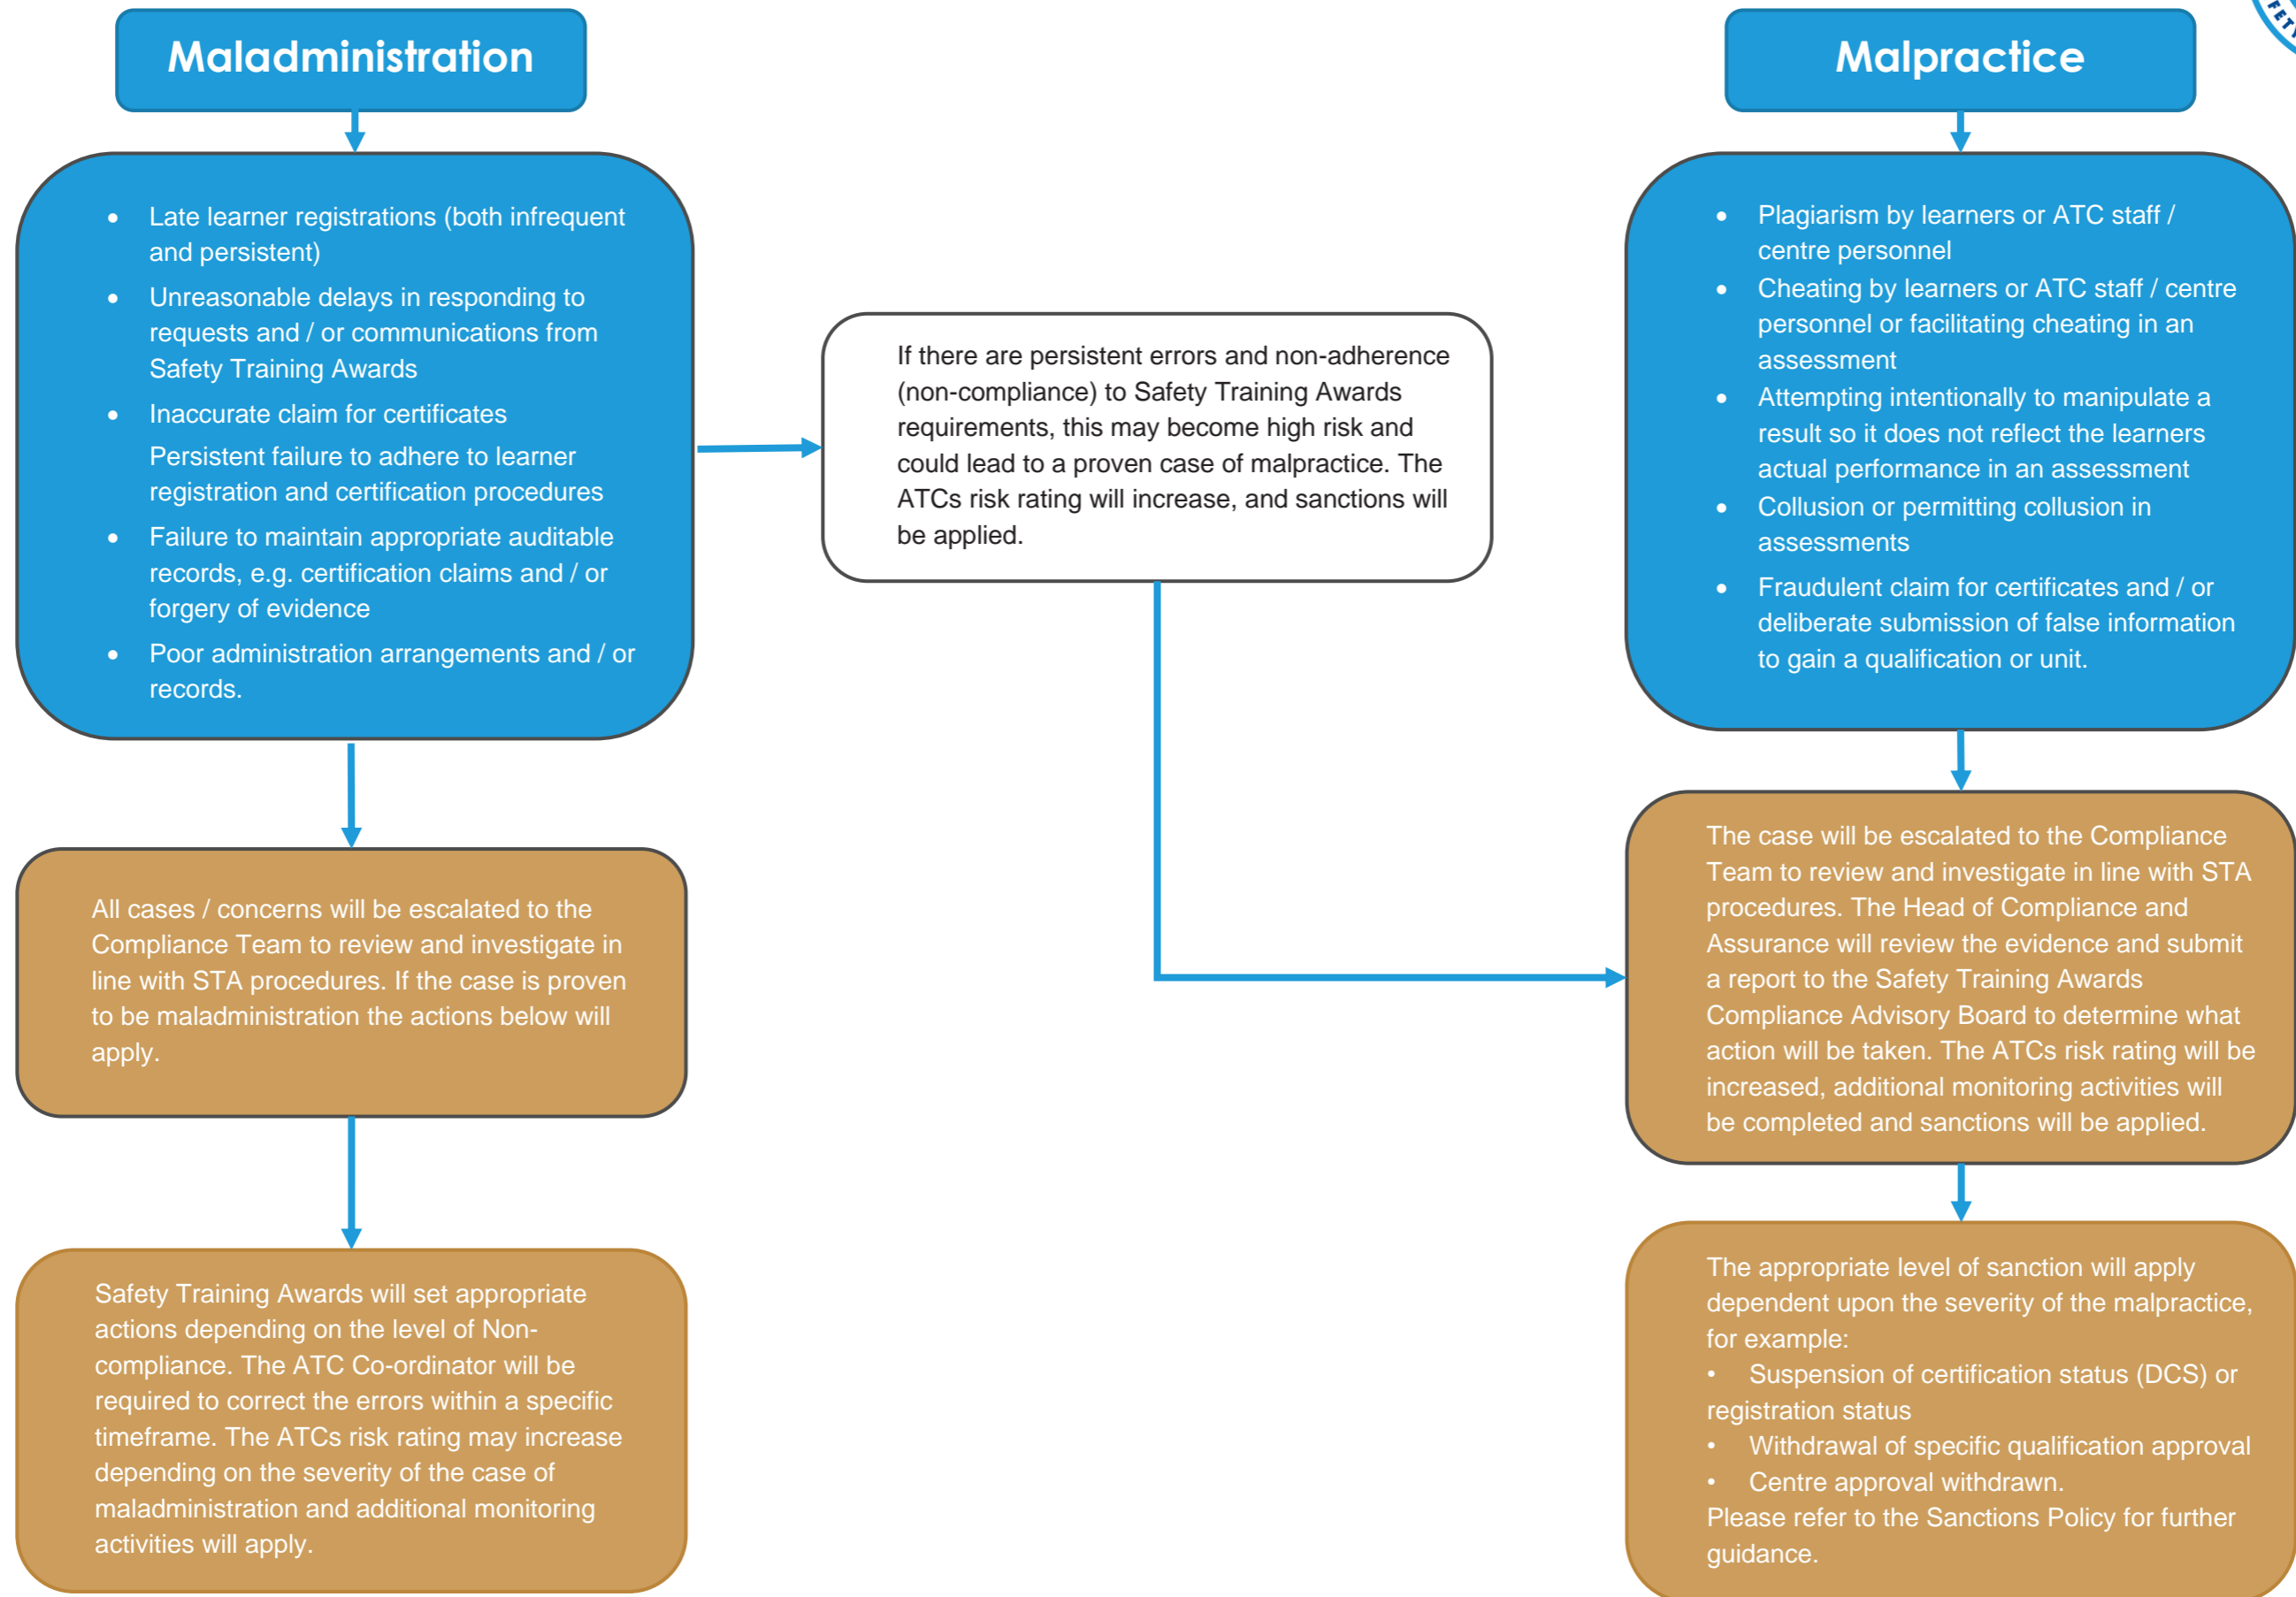 Maladministration
• Late learner registrations (both infrequent
and persistent)
• Unreasonable delays in responding to
requests and / or communications from
Safety Training Awards
• Inaccurate claim for certificates
Persistent failure to adhere to learner
registration and certification procedures
• Failure to maintain appropriate auditable
records, e.g. certification claims and / or
forgery of evidence
• Poor administration arrangements and / or
records.
All cases / concerns will be escalated to the
Compliance Team to review and investigate in
line with STA procedures. If the case is proven
to be maladministration the actions below will
apply.
Safety Training Awards will set appropriate
actions depending on the level of Non-
compliance. The ATC Co-ordinator will be
required to correct the errors within a specific
timeframe. The ATCs risk rating may increase
depending on the severity of the case of
maladministration and additional monitoring
activities will apply.
If there are persistent errors and non-adherence
(non-compliance) to Safety Training Awards
requirements, this may become high risk and
could lead to a proven case of malpractice. The
ATCs risk rating will increase, and sanctions will
be applied.
Malpractice
• Plagiarism by learners or ATC staff /
centre personnel
• Cheating by learners or ATC staff / centre
personnel or facilitating cheating in an
assessment
• Attempting intentionally to manipulate a
result so it does not reflect the learners
actual performance in an assessment
• Collusion or permitting collusion in
assessments
• Fraudulent claim for certificates and / or
deliberate submission of false information
to gain a qualification or unit.
The case will be escalated to the Compliance
Team to review and investigate in line with STA
procedures. The Head of Compliance and
Assurance will review the evidence and submit
a report to the Safety Training Awards
Compliance Advisory Board to determine what
action will be taken. The ATCs risk rating will be
increased, additional monitoring activities will
be completed and sanctions will be applied.
The appropriate level of sanction will apply
dependent upon the severity of the malpractice,
for example:
• Suspension of certification status (DCS) or
registration status
• Withdrawal of specific qualification approval
• Centre approval withdrawn.
Please refer to the Sanctions Policy for further
guidance.